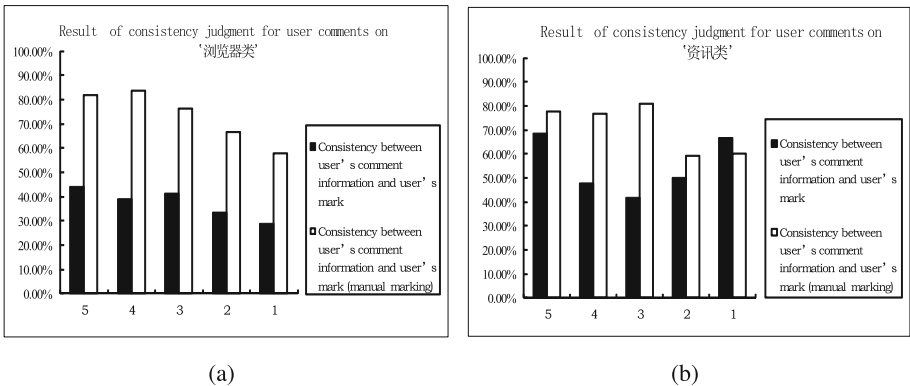 Result of consistency judgment for user comments on
‘浏览器类’
100.00%
90.00%
80.00%
70.00%
60.00%
50.00%
40.00%
30.00%
20.00%
10.00%
0.00%
5 4 3 2 1
Consistency between
user’s comment
information and user’s
mark
Consistency between
user’s comment
information and user’s
mark (manual marking)
(a)
Result of consistency judgment for user comments on
‘资讯类’
100.00%
90.00%
80.00%
70.00%
60.00%
50.00%
40.00%
30.00%
20.00%
10.00%
0.00%
5 4 3 2 1
Consistency between
user’s comment
information and user’s
mark
Consistency between
user’s comment
information and user’s
mark (manual marking)
(b)